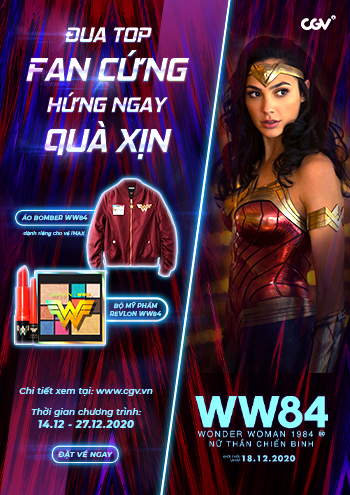 CGV
ĐUA TOP
FAN CỨNG
HỨNG NGAY
QUÀ XỊN
ÁO BOMBER WW84
dành riêng cho vé IMAX
BỘ MỸ PHẨM
REVLON WW84
Chi tiết xem tại: www.cgv.vn
Thời gian chương trình:
14.12 - 27.12.2020
ĐẶT VÉ NGAY
WW84
WONDER WOMAN 1984
NỮ THẦN CHIẾN BINH
18.12.2020